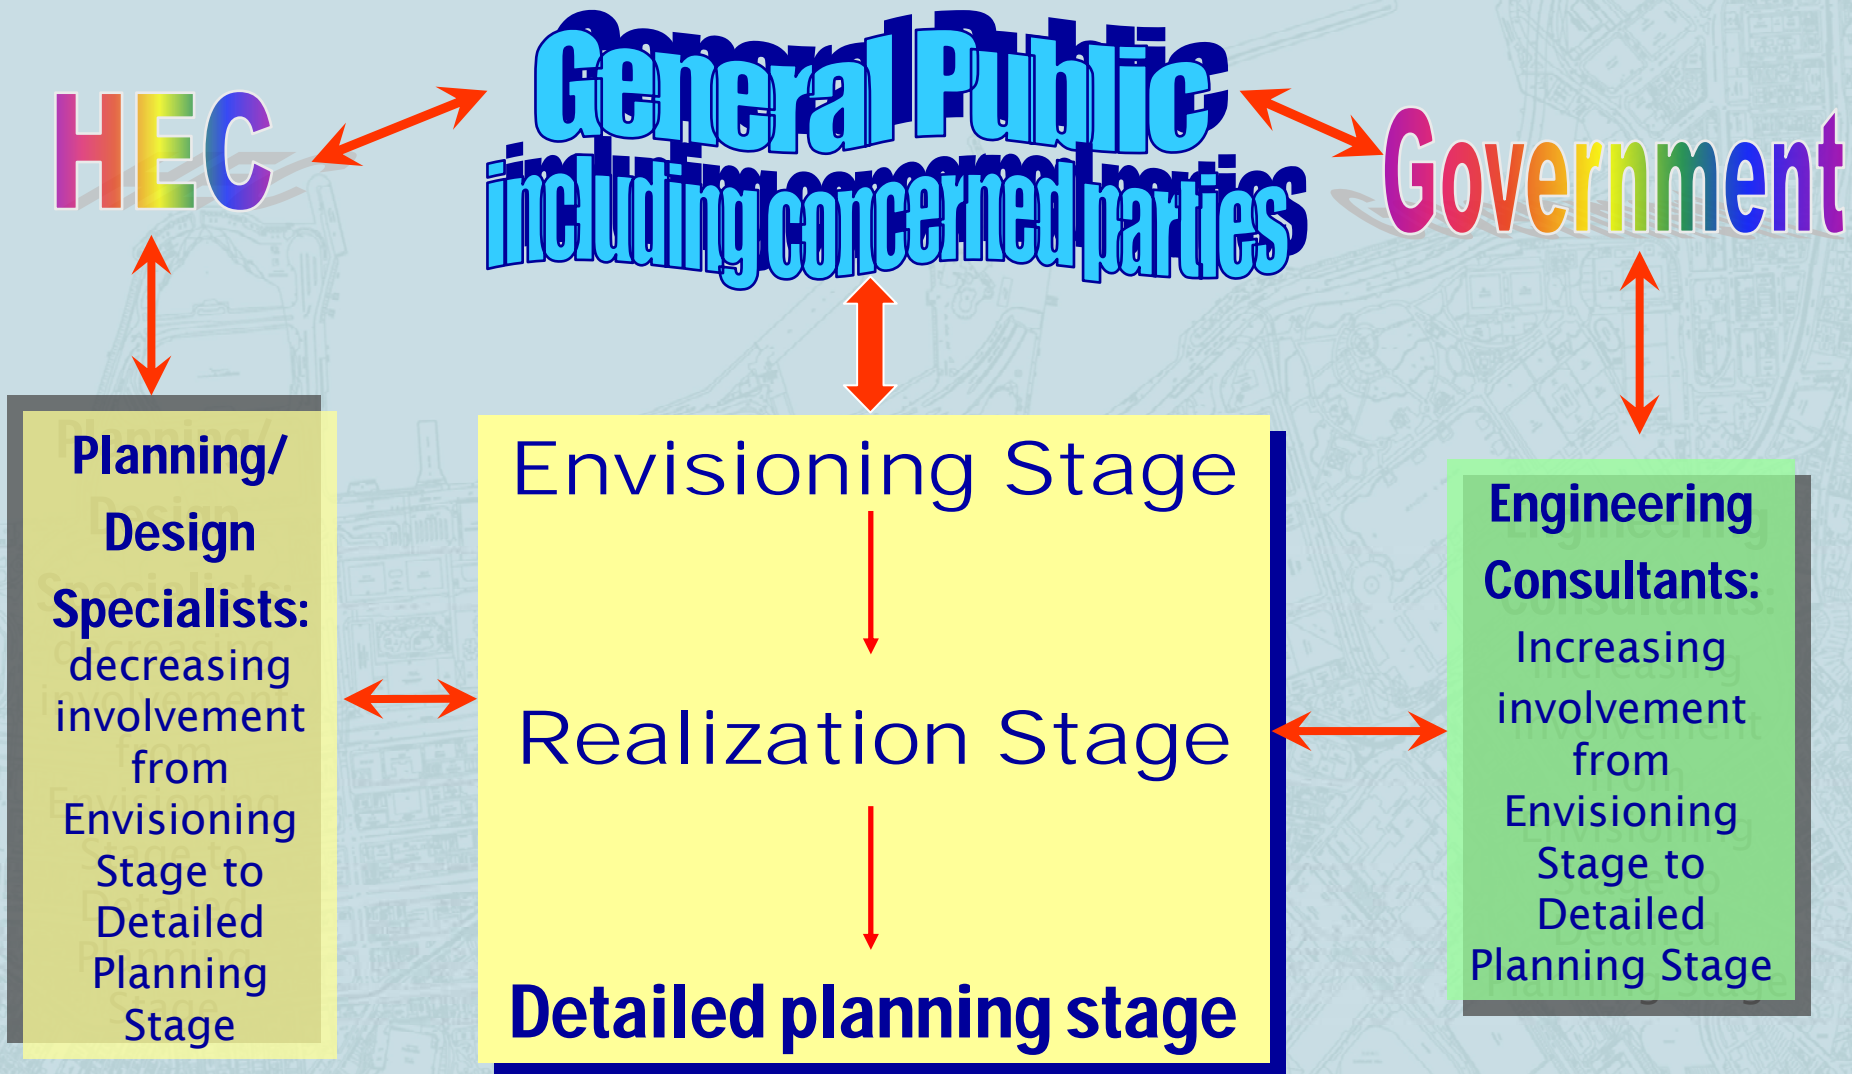 General Public
including concerned parties
HEC
Government
Planning/
Design
Specialists:
decreasing
involvement
from
Envisioning
Stage to
Detailed
Planning
Stage
Envisioning Stage
Realization Stage
Detailed planning stage
Engineering
Consultants:
Increasing
involvement
from
Envisioning
Stage to
Detailed
Planning Stage